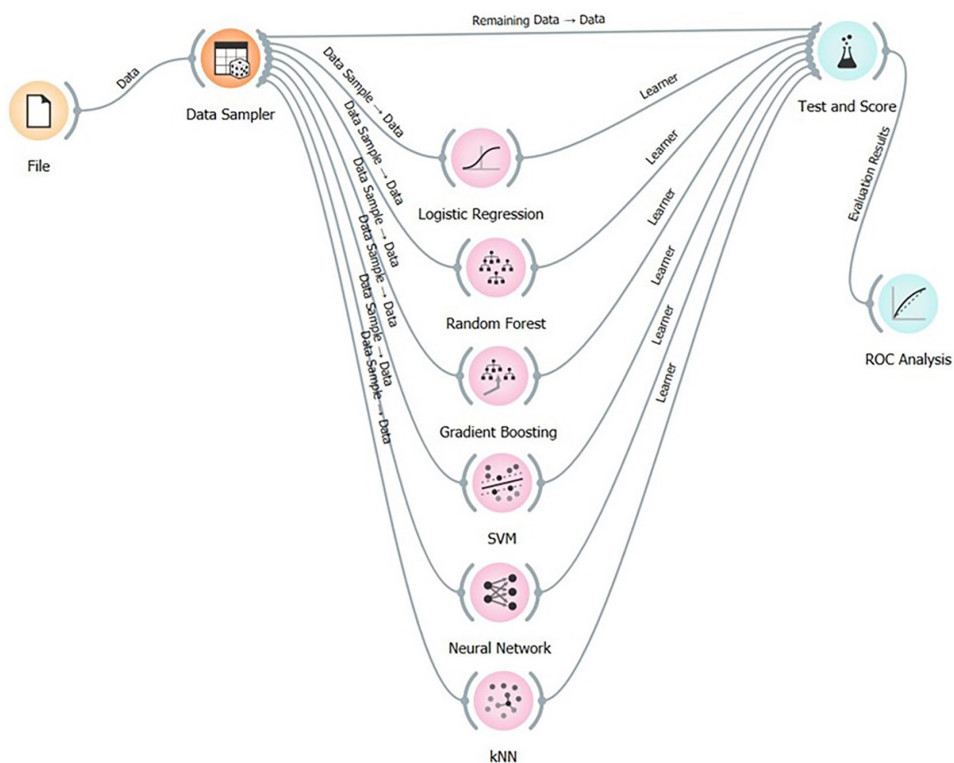 Remaining Data → Data
Data
Data Sampler
File
Test and Score
Data Sample → Data
Learner
Logistic Regression
Data Sample → Data
Learner
Random Forest
Data Sample → Data
Learner
Gradient Boosting
Data Sample → Data
Learner
SVM
Data Sample → Data
Learner
Neural Network
Data Sample → Data
Learner
kNN
Evaluation Results
ROC Analysis